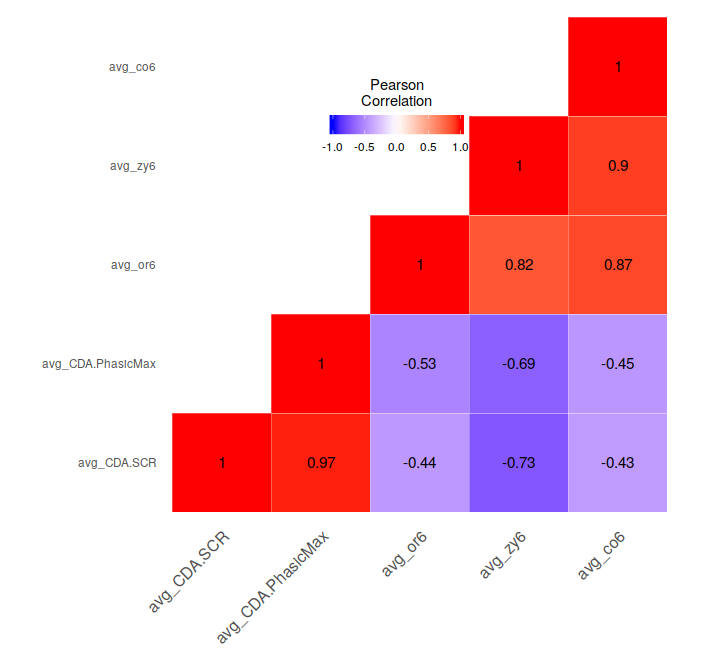 avg_co6
1
Pearson
Correlation
-1.0 -0.5 0.0 0.5 1.0
avg_zy6
1 0.9
avg_or6
1 0.82 0.87
avg_CDA.PhasicMax
1 -0.53 -0.69 -0.45
avg_CDA.SCR
1 0.97 -0.44 -0.73 -0.43
avg_CDA.SCR
avg_CDA.PhasicMax
avg_or6
avg_zy6
avg_co6